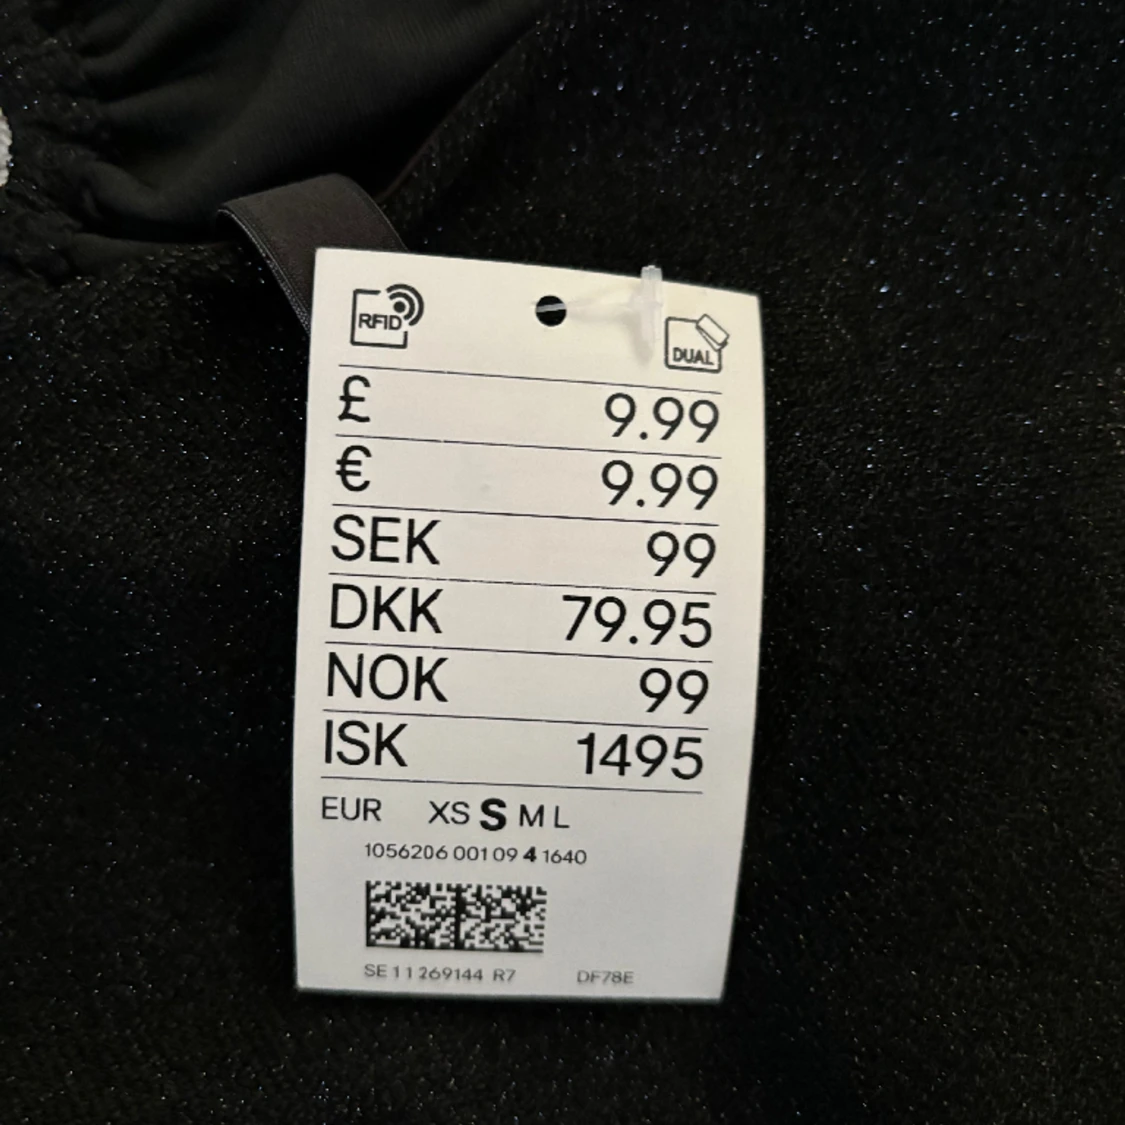 RFID
DUAL
£ 9.99
€ 9.99
SEK 99
DKK 79.95
NOK 99
ISK 1495
EUR XS S M L
1056206 001 09 4 1640
SE 11 269144 R7 DF78E